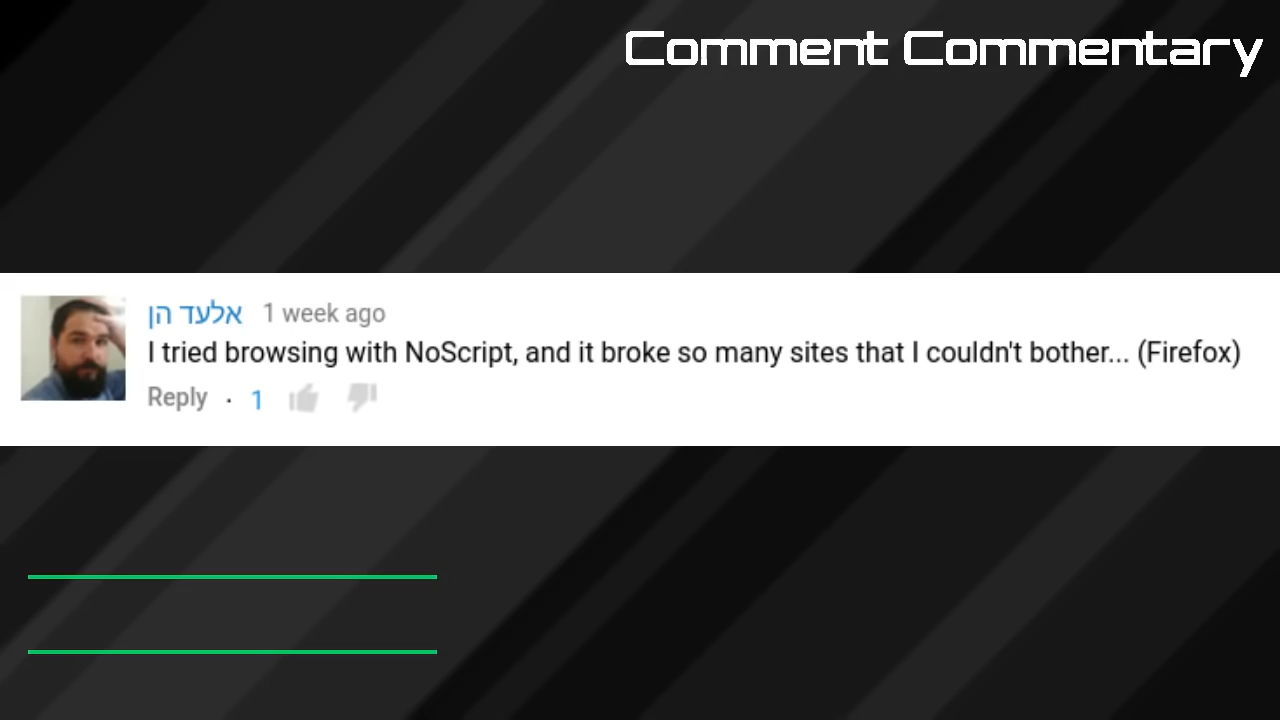 Comment Commentary
אלעד הן 1 week ago
I tried browsing with NoScript, and it broke so many sites that I couldn't bother... (Firefox)
Reply · 1